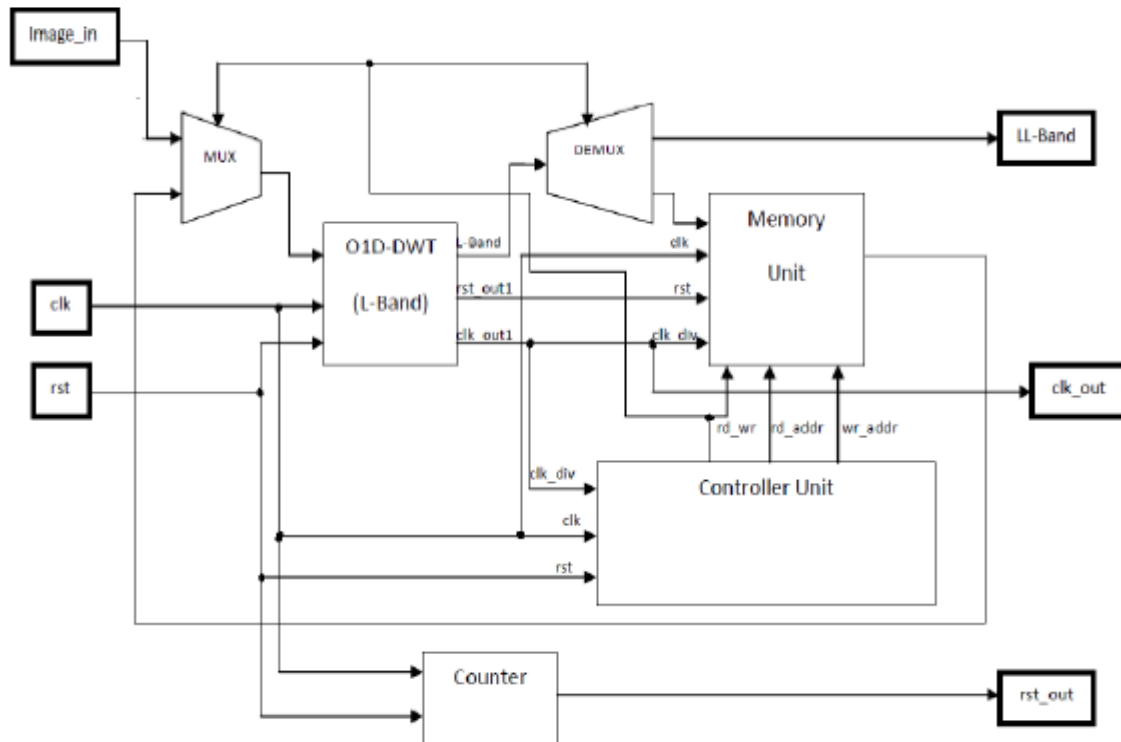 Image_in
MUX
DEMUX
LL-Band
Memory
Unit
O1D-DWT
(L-Band)
L-Band
clk
rst_out1
rst
clk_out1
clk_div
clk
rst
clk_out
rd_wr
rd_addr
wr_addr
clk_div
Controller Unit
clk
rst
Counter
rst_out